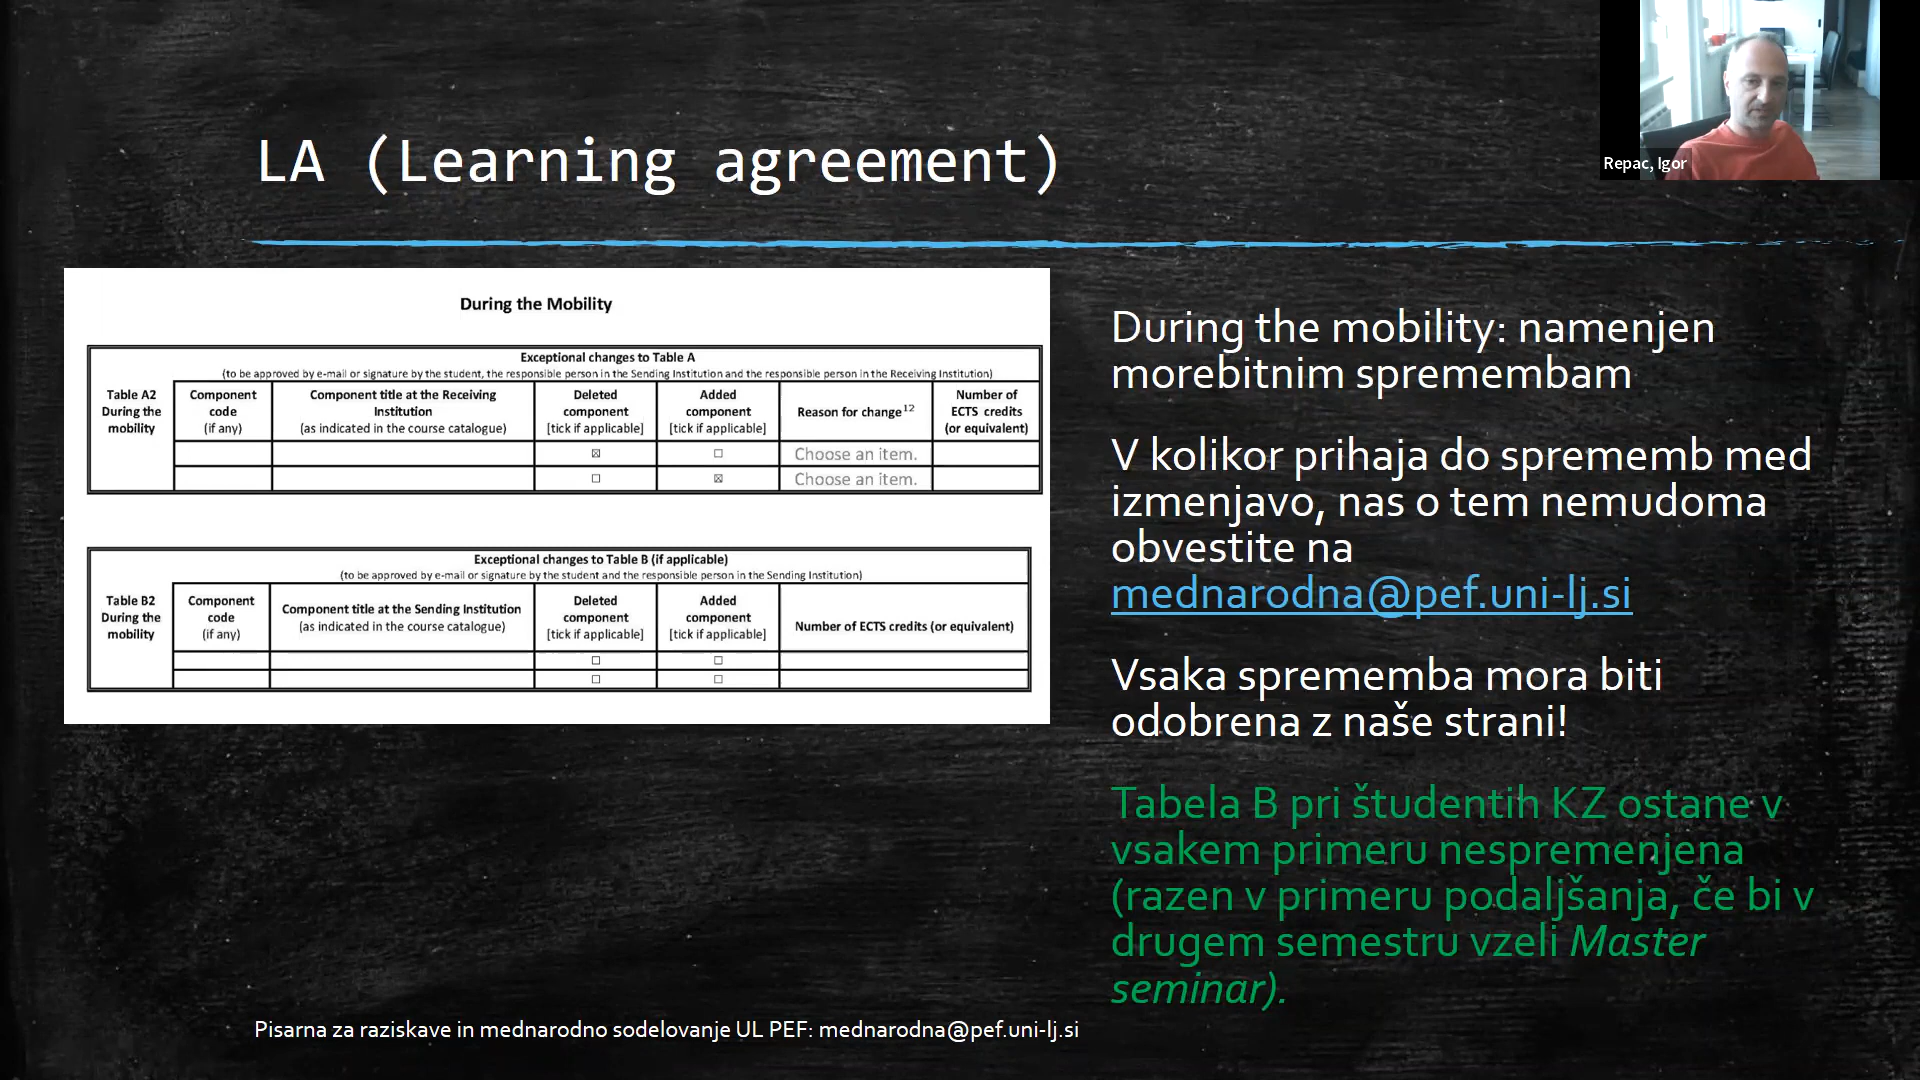 LA (Learning agreement)
Repac, Igor
During the Mobility
Exceptional changes to Table A
(to be approved by e-mail or signature by the student, the responsible person in the Sending Institution and the responsible person in the Receiving Institution)
Table A2
During the
mobility
Component
code
(if any)
Component title at the Receiving
Institution
(as indicated in the course catalogue)
Deleted
component
[tick if applicable]
Added
component
[tick if applicable]
Reason for change12
Number of
ECTS credits
(or equivalent)
☒ ☐ Choose an item.
☐ ☒ Choose an item.
Exceptional changes to Table B (if applicable)
(to be approved by e-mail or signature by the student and the responsible person in the Sending Institution)
Table B2
During the
mobility
Component
code
(if any)
Component title at the Sending Institution
(as indicated in the course catalogue)
Deleted
component
[tick if applicable]
Added
component
[tick if applicable]
Number of ECTS credits (or equivalent)
☐ ☐
☐ ☐
During the mobility: namenjen
morebitnim spremembam
V kolikor prihaja do sprememb med
izmenjavo, nas o tem nemudoma
obvestite na
mednarodna@pef.uni-lj.si
Vsaka sprememba mora biti
odobrena z naše strani!
Tabela B pri študentih KZ ostane v
vsakem primeru nespremenjena
(razen v primeru podaljšanja, če bi v
drugem semestru vzeli Master
seminar).
Pisarna za raziskave in mednarodno sodelovanje UL PEF: mednarodna@pef.uni-lj.si